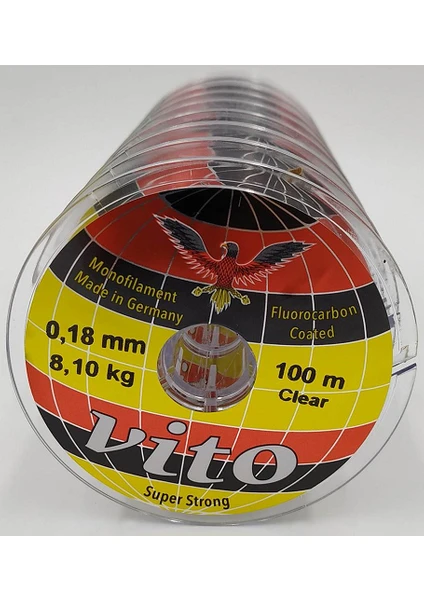 Monofilament
Made in Germany
Fluorocarbon
Coated
0,18 mm
8,10 kg
100 m
Clear
vito
Super Strong